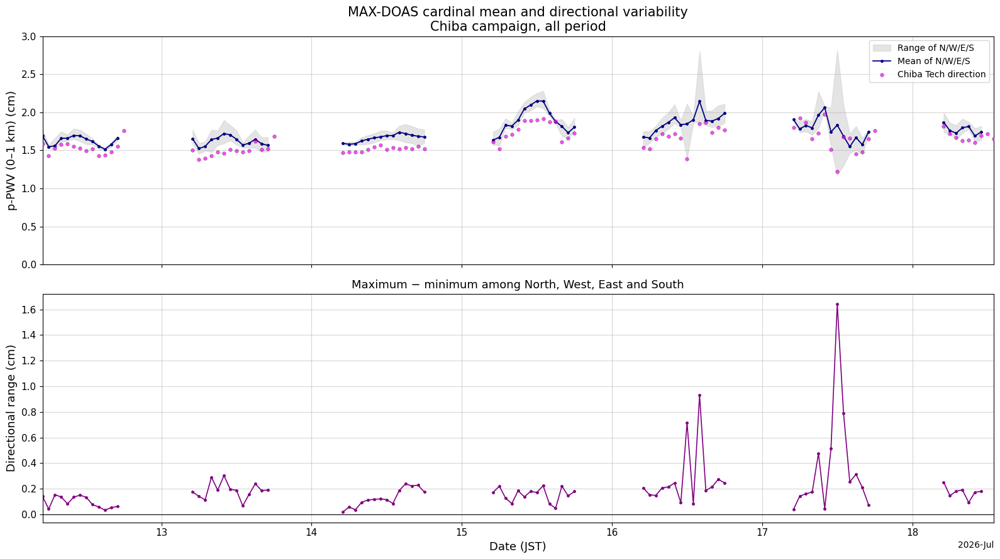 MAX-DOAS cardinal mean and directional variability
Chiba campaign, all period
3.0
2.5
2.0
1.5
1.0
0.5
0.0
p-PWV (0–1 km) (cm)
Range of N/W/E/S
Mean of N/W/E/S
Chiba Tech direction
Maximum − minimum among North, West, East and South
1.6
1.4
1.2
1.0
0.8
0.6
0.4
0.2
0.0
Directional range (cm)
13 14 15 16 17 18
Date (JST)
2026-Jul